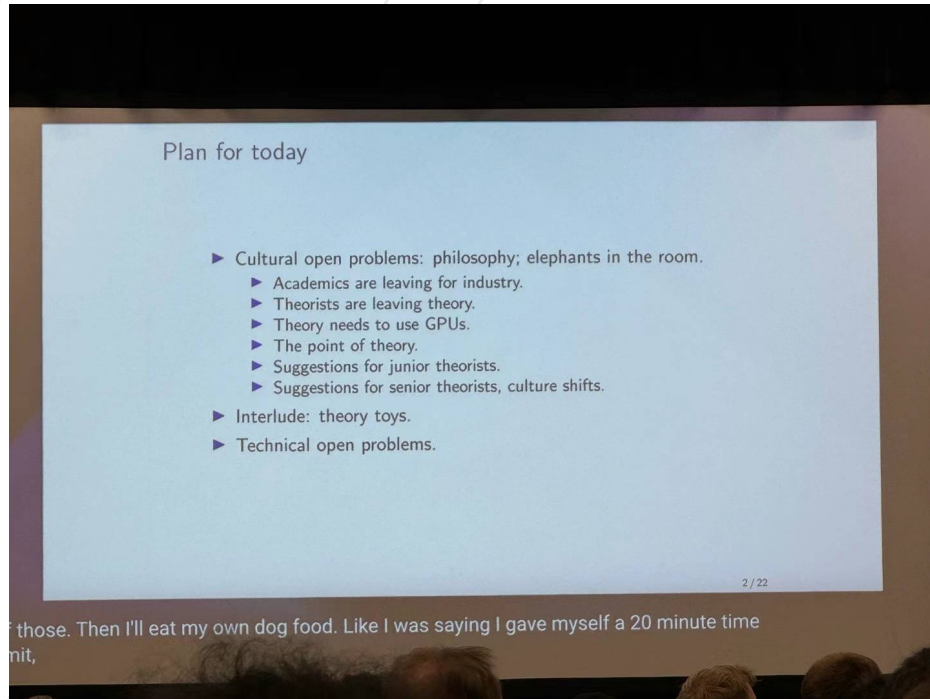 Plan for today
▶ Cultural open problems: philosophy; elephants in the room.
▶ Academics are leaving for industry.
▶ Theorists are leaving theory.
▶ Theory needs to use GPUs.
▶ The point of theory.
▶ Suggestions for junior theorists.
▶ Suggestions for senior theorists, culture shifts.
▶ Interlude: theory toys.
▶ Technical open problems.
2 / 22
those. Then I'll eat my own dog food. Like I was saying I gave myself a 20 minute time